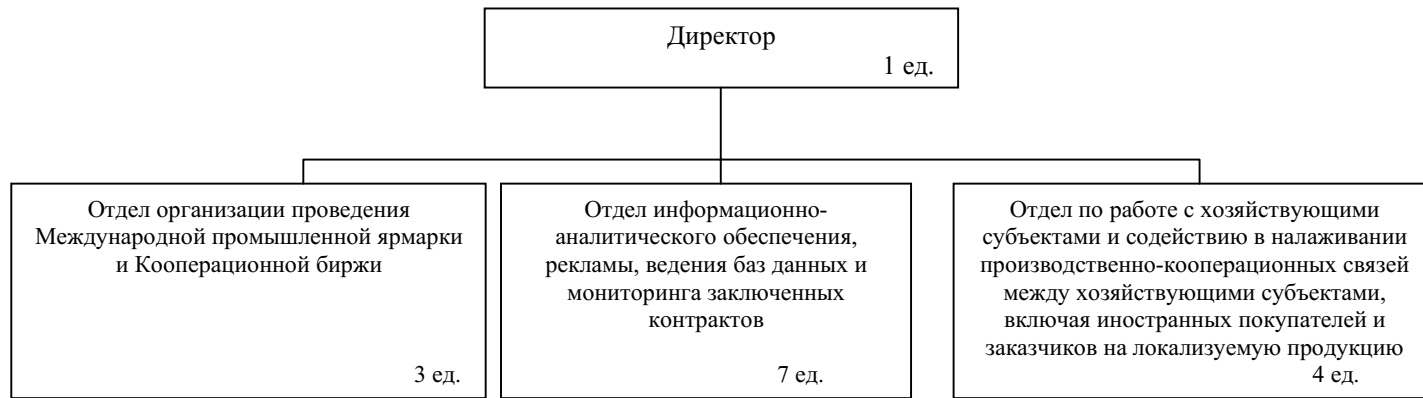 Директор
1 ед.
Отдел организации проведения
Международной промышленной ярмарки
и Кооперационной биржи
3 ед.
Отдел информационно-
аналитического обеспечения,
рекламы, ведения баз данных и
мониторинга заключенных
контрактов
7 ед.
Отдел по работе с хозяйствующими
субъектами и содействию в налаживании
производственно-кооперационных связей
между хозяйствующими субъектами,
включая иностранных покупателей и
заказчиков на локализуемую продукцию
4 ед.